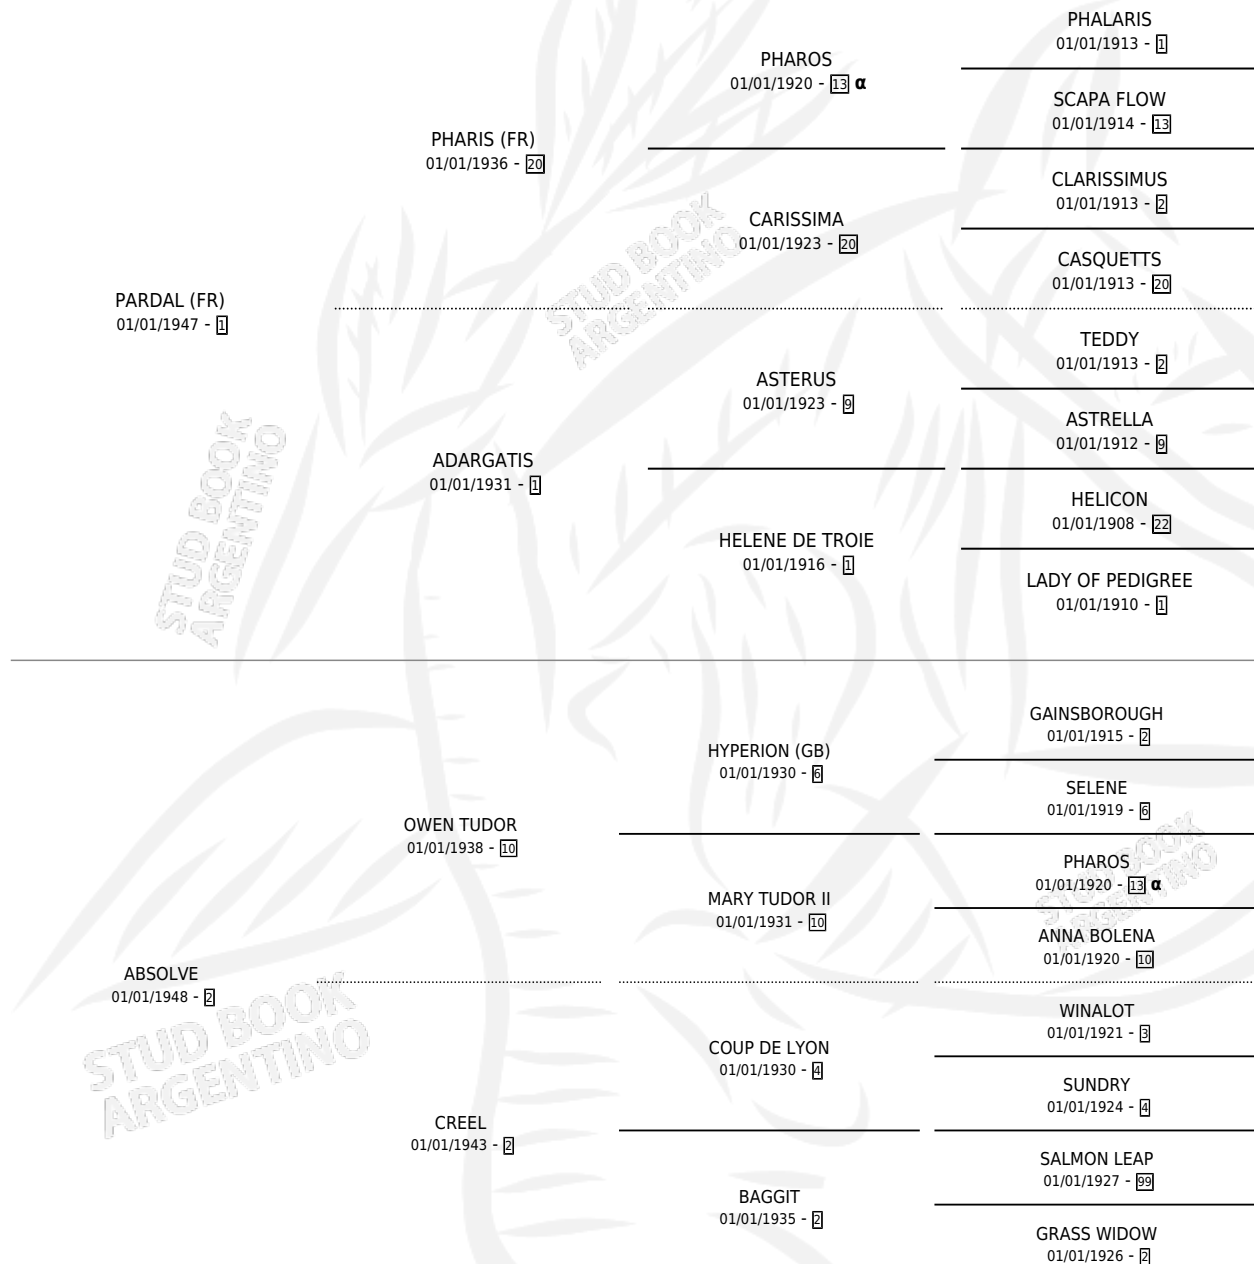 PHALARIS
01/01/1913 - 1
PHAROS
01/01/1920 - 13 α
SCAPA FLOW
01/01/1914 - 13
PHARIS (FR)
01/01/1936 - 20
CLARISSIMUS
01/01/1913 - 2
CARISSIMA
01/01/1923 - 20
CASQUETTS
01/01/1913 - 20
PARDAL (FR)
01/01/1947 - 1
TEDDY
01/01/1913 - 2
ASTERUS
01/01/1923 - 9
ASTRELLA
01/01/1912 - 9
ADARGATIS
01/01/1931 - 1
HELICON
01/01/1908 - 22
HELENE DE TROIE
01/01/1916 - 1
LADY OF PEDIGREE
01/01/1910 - 1
GAINSBOROUGH
01/01/1915 - 2
HYPERION (GB)
01/01/1930 - 6
SELENE
01/01/1919 - 6
OWEN TUDOR
01/01/1938 - 10
PHAROS
01/01/1920 - 13 α
MARY TUDOR II
01/01/1931 - 10
ANNA BOLENA
01/01/1920 - 10
ABSOLVE
01/01/1948 - 2
WINALOT
01/01/1921 - 3
COUP DE LYON
01/01/1930 - 4
SUNDRY
01/01/1924 - 4
CREEL
01/01/1943 - 2
SALMON LEAP
01/01/1927 - 99
BAGGIT
01/01/1935 - 2
GRASS WIDOW
01/01/1926 - 2
STUD BOOK
ARGENTINO
STUD BOOK
ARGENTINO
STUD BOOK
ARGENTINO
STUD BOOK
ARGENTINO